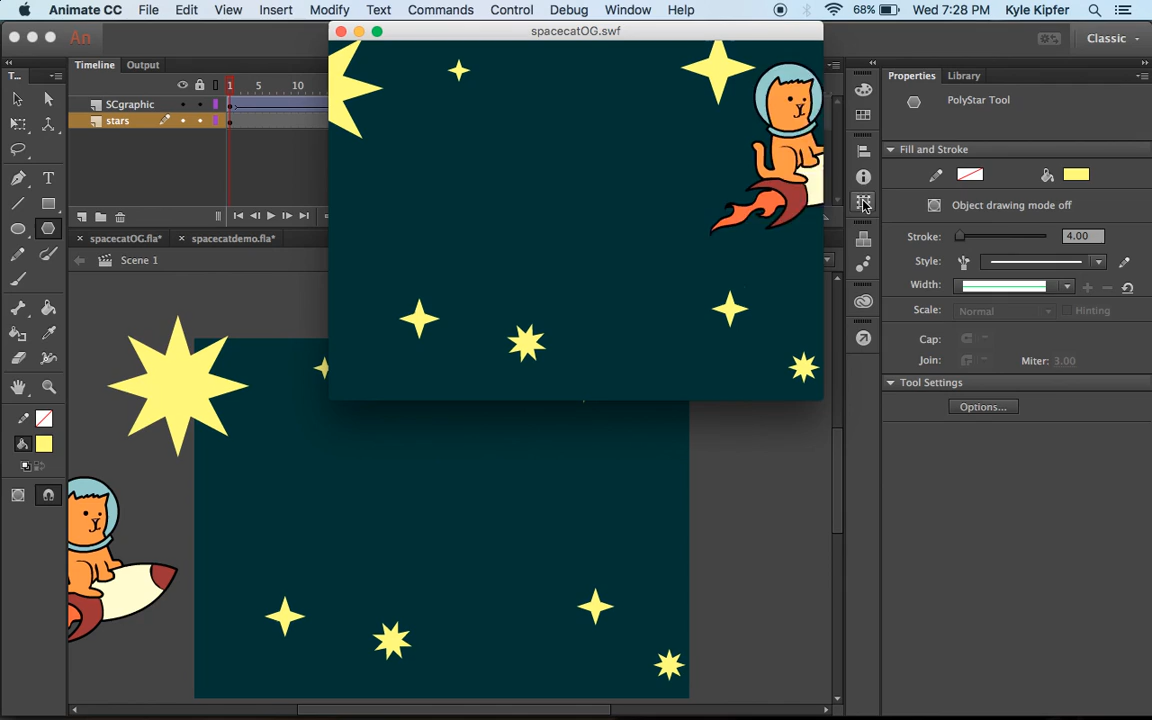 Animate CC File Edit View Insert Modify Text Commands Control Debug Window Help 68% Wed 7:28 PM Kyle Kipfer
An
Classic
spacecatOG.swf
T...
Timeline Output
1 5 10
SCgraphic
stars
spacecatOG.fla*
spacecatdemo.fla*
Scene 1
Properties Library
PolyStar Tool
Fill and Stroke
Object drawing mode off
Stroke: 4.00
Style:
Width:
Scale: Normal Hinting
Cap:
Join: Miter: 3.00
Tool Settings
Options...